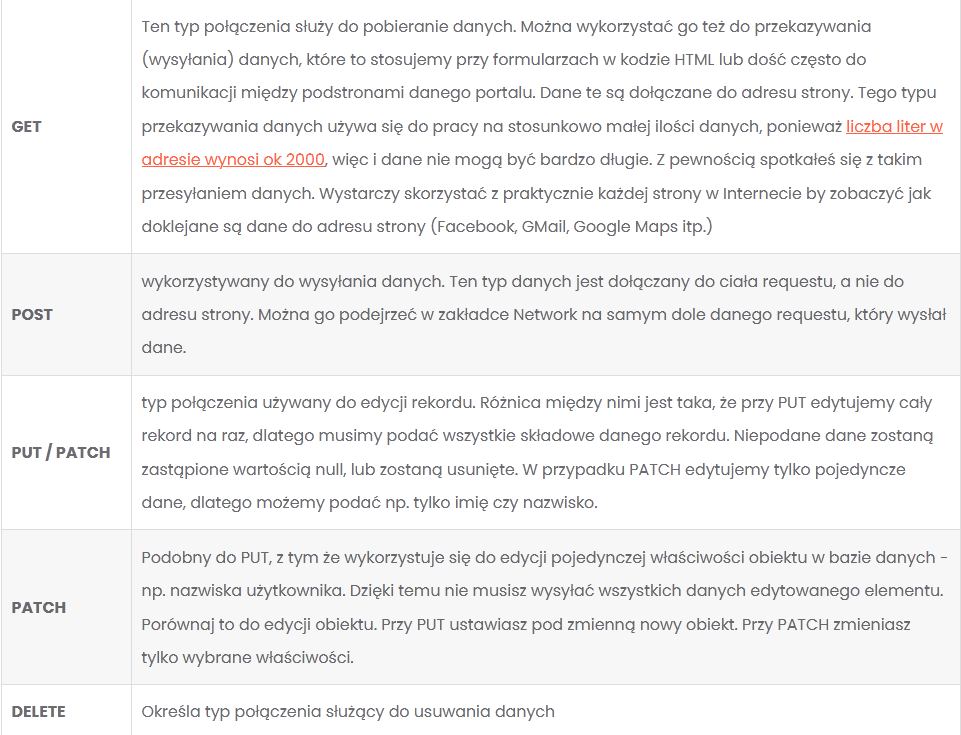 Ten typ połączenia służy do pobieranie danych. Można wykorzystać go też do przekazywania
(wysyłania) danych, które to stosujemy przy formularzach w kodzie HTML lub dość często do
komunikacji między podstronami danego portalu. Dane te są dołączane do adresu strony. Tego typu
GET
przekazywania danych używa się do pracy na stosunkowo małej ilości danych, ponieważ liczba liter w
adresie wynosi ok 2000, więc i dane nie mogą być bardzo długie. Z pewnością spotkałeś się z takim
przesyłaniem danych. Wystarczy skorzystać z praktycznie każdej strony w Internecie by zobaczyć jak
doklejane są dane do adresu strony (Facebook, GMail, Google Maps itp.)
wykorzystywany do wysyłania danych. Ten typ danych jest dołączany do ciała requestu, a nie do
POST
adresu strony. Można go podejrzeć w zakładce Network na samym dole danego requestu, który wysłał
dane.
typ połączenia używany do edycji rekordu. Różnica między nimi jest taka, że przy PUT edytujemy cały
rekord na raz, dlatego musimy podać wszystkie składowe danego rekordu. Niepodane dane zostaną
PUT / PATCH
zastąpione wartością null, lub zostaną usunięte. W przypadku PATCH edytujemy tylko pojedyncze
dane, dlatego możemy podać np. tylko imię czy nazwisko.
Podobny do PUT, z tym że wykorzystuje się do edycji pojedynczej właściwości obiektu w bazie danych -
np. nazwiska użytkownika. Dzięki temu nie musisz wysyłać wszystkich danych edytowanego elementu.
PATCH
Porównaj to do edycji obiektu. Przy PUT ustawiasz pod zmienną nowy obiekt. Przy PATCH zmieniasz
tylko wybrane właściwości.
DELETE
Określa typ połączenia służący do usuwania danych